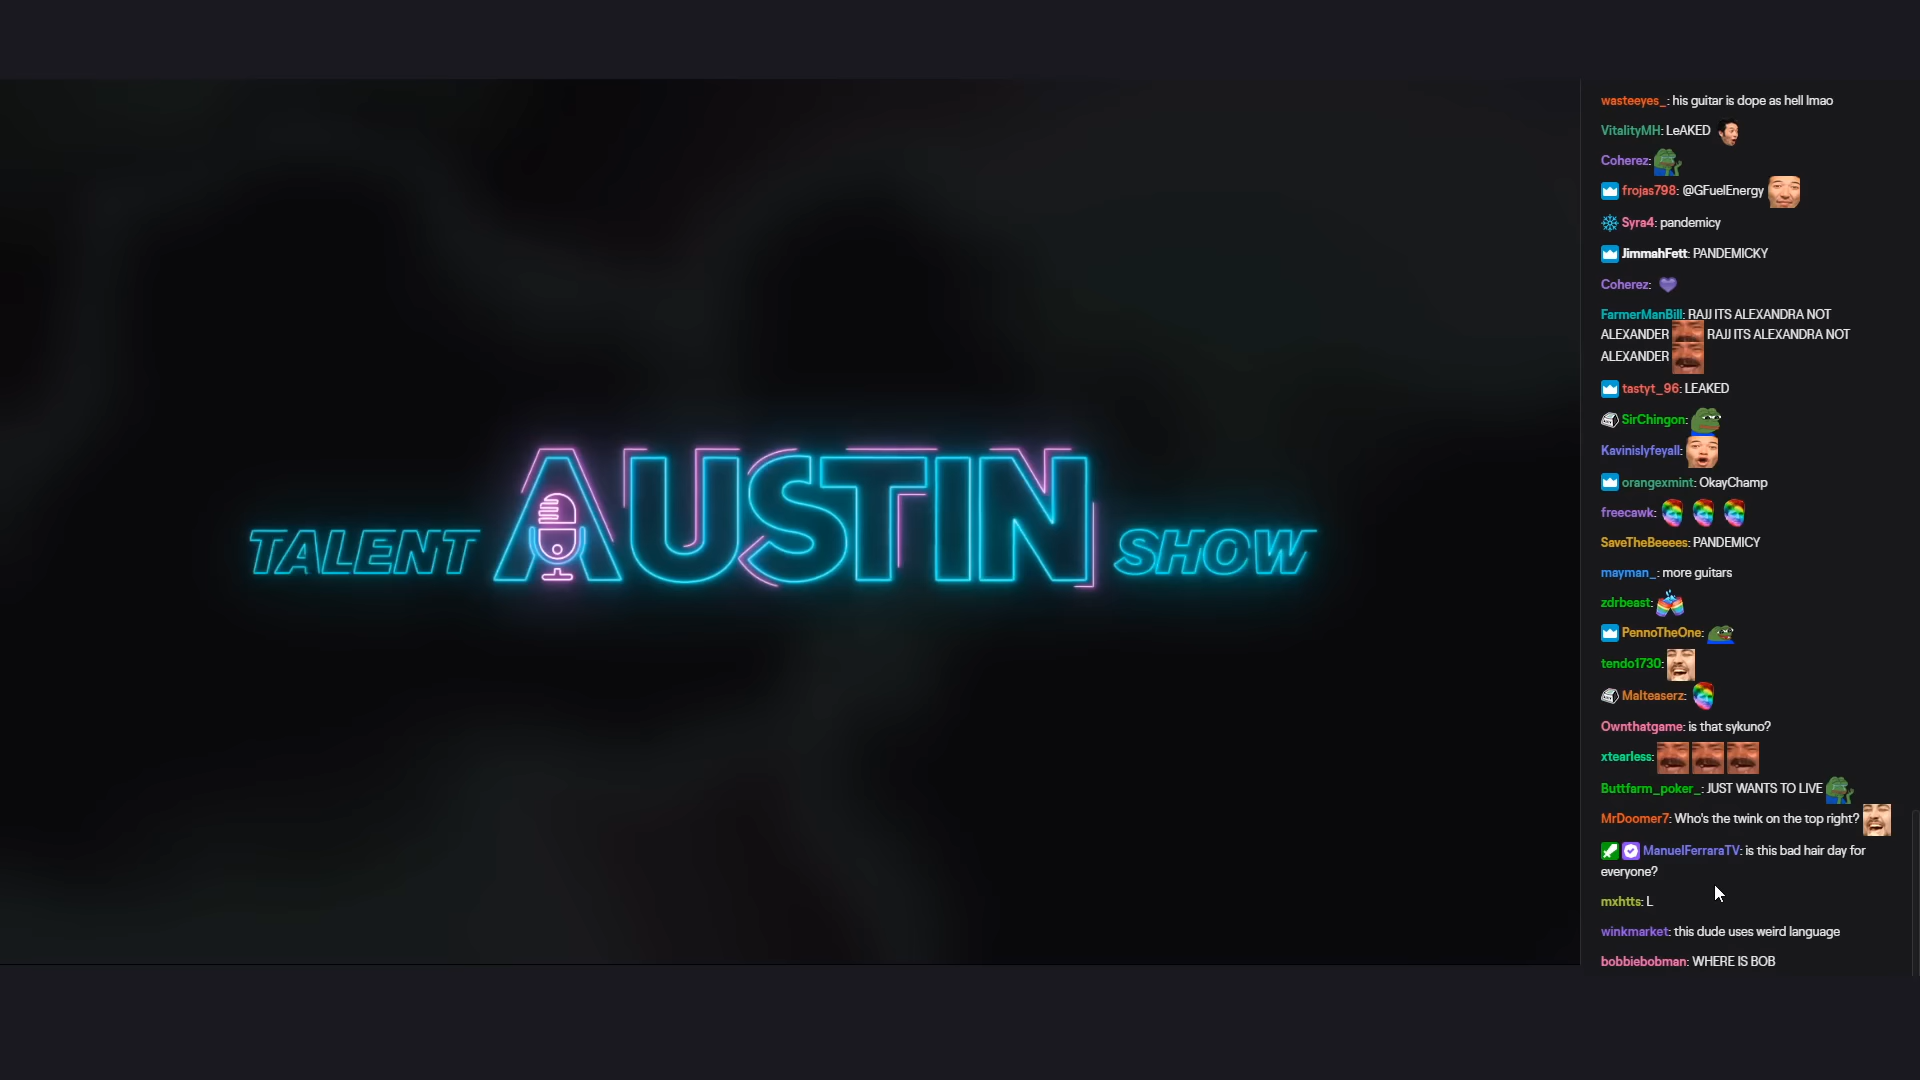 TALENT AUSTIN SHOW
wasteeyes_: his guitar is dope as hell lmao
VitalityMH: LeAKED
Coherez:
frojas798: @GFuelEnergy
Syra4: pandemicy
JimmahFett: PANDEMICKY
Coherez:
FarmerManBill: RAJJ ITS ALEXANDRA NOT
ALEXANDER RAJJ ITS ALEXANDRA NOT
ALEXANDER
tastyt_96: LEAKED
SirChingon:
Kavinislyfeyall:
orangexmint: OkayChamp
freecawk:
SaveTheBeeees: PANDEMICY
mayman_: more guitars
zdrbeast:
PennoTheOne:
tendo1730:
Malteaserz:
Ownthatgame: is that sykuno?
xtearless:
Buttfarm_poker_: JUST WANTS TO LIVE
MrDoomer7: Who's the twink on the top right?
ManuelFerraraTV: is this bad hair day for
everyone?
mxhtts: L
winkmarket: this dude uses weird language
bobbiebobman: WHERE IS BOB